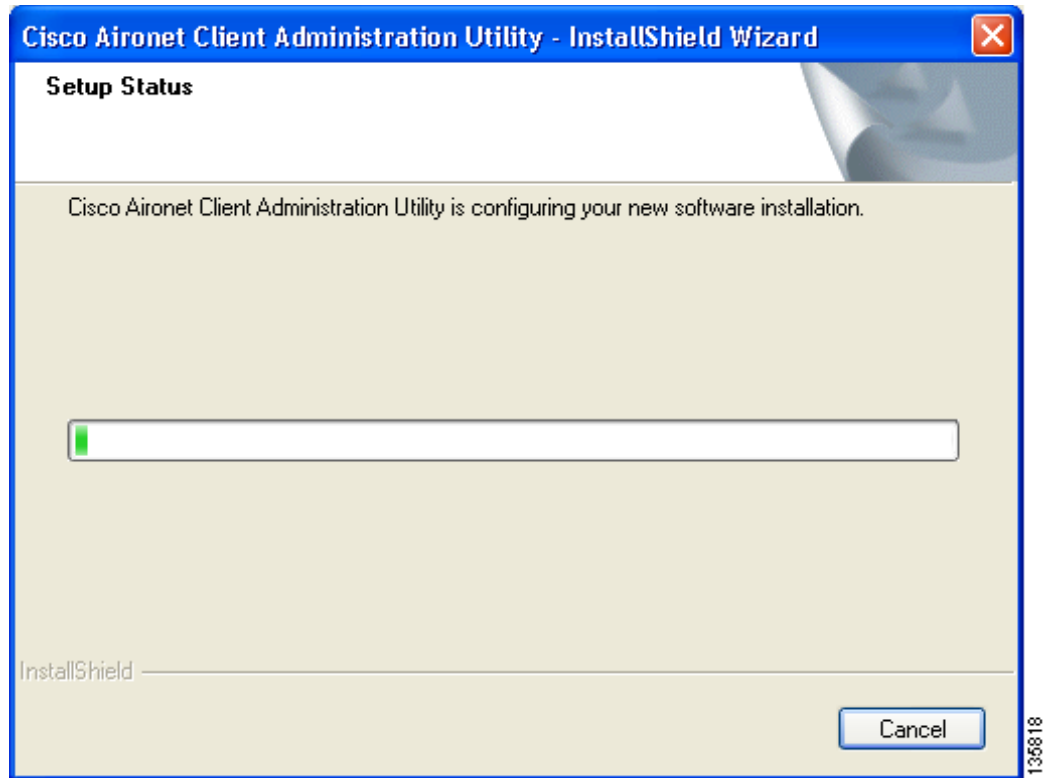 Cisco Aironet Client Administration Utility - InstallShield Wizard
Setup Status
Cisco Aironet Client Administration Utility is configuring your new software installation.
InstallShield
Cancel
135818